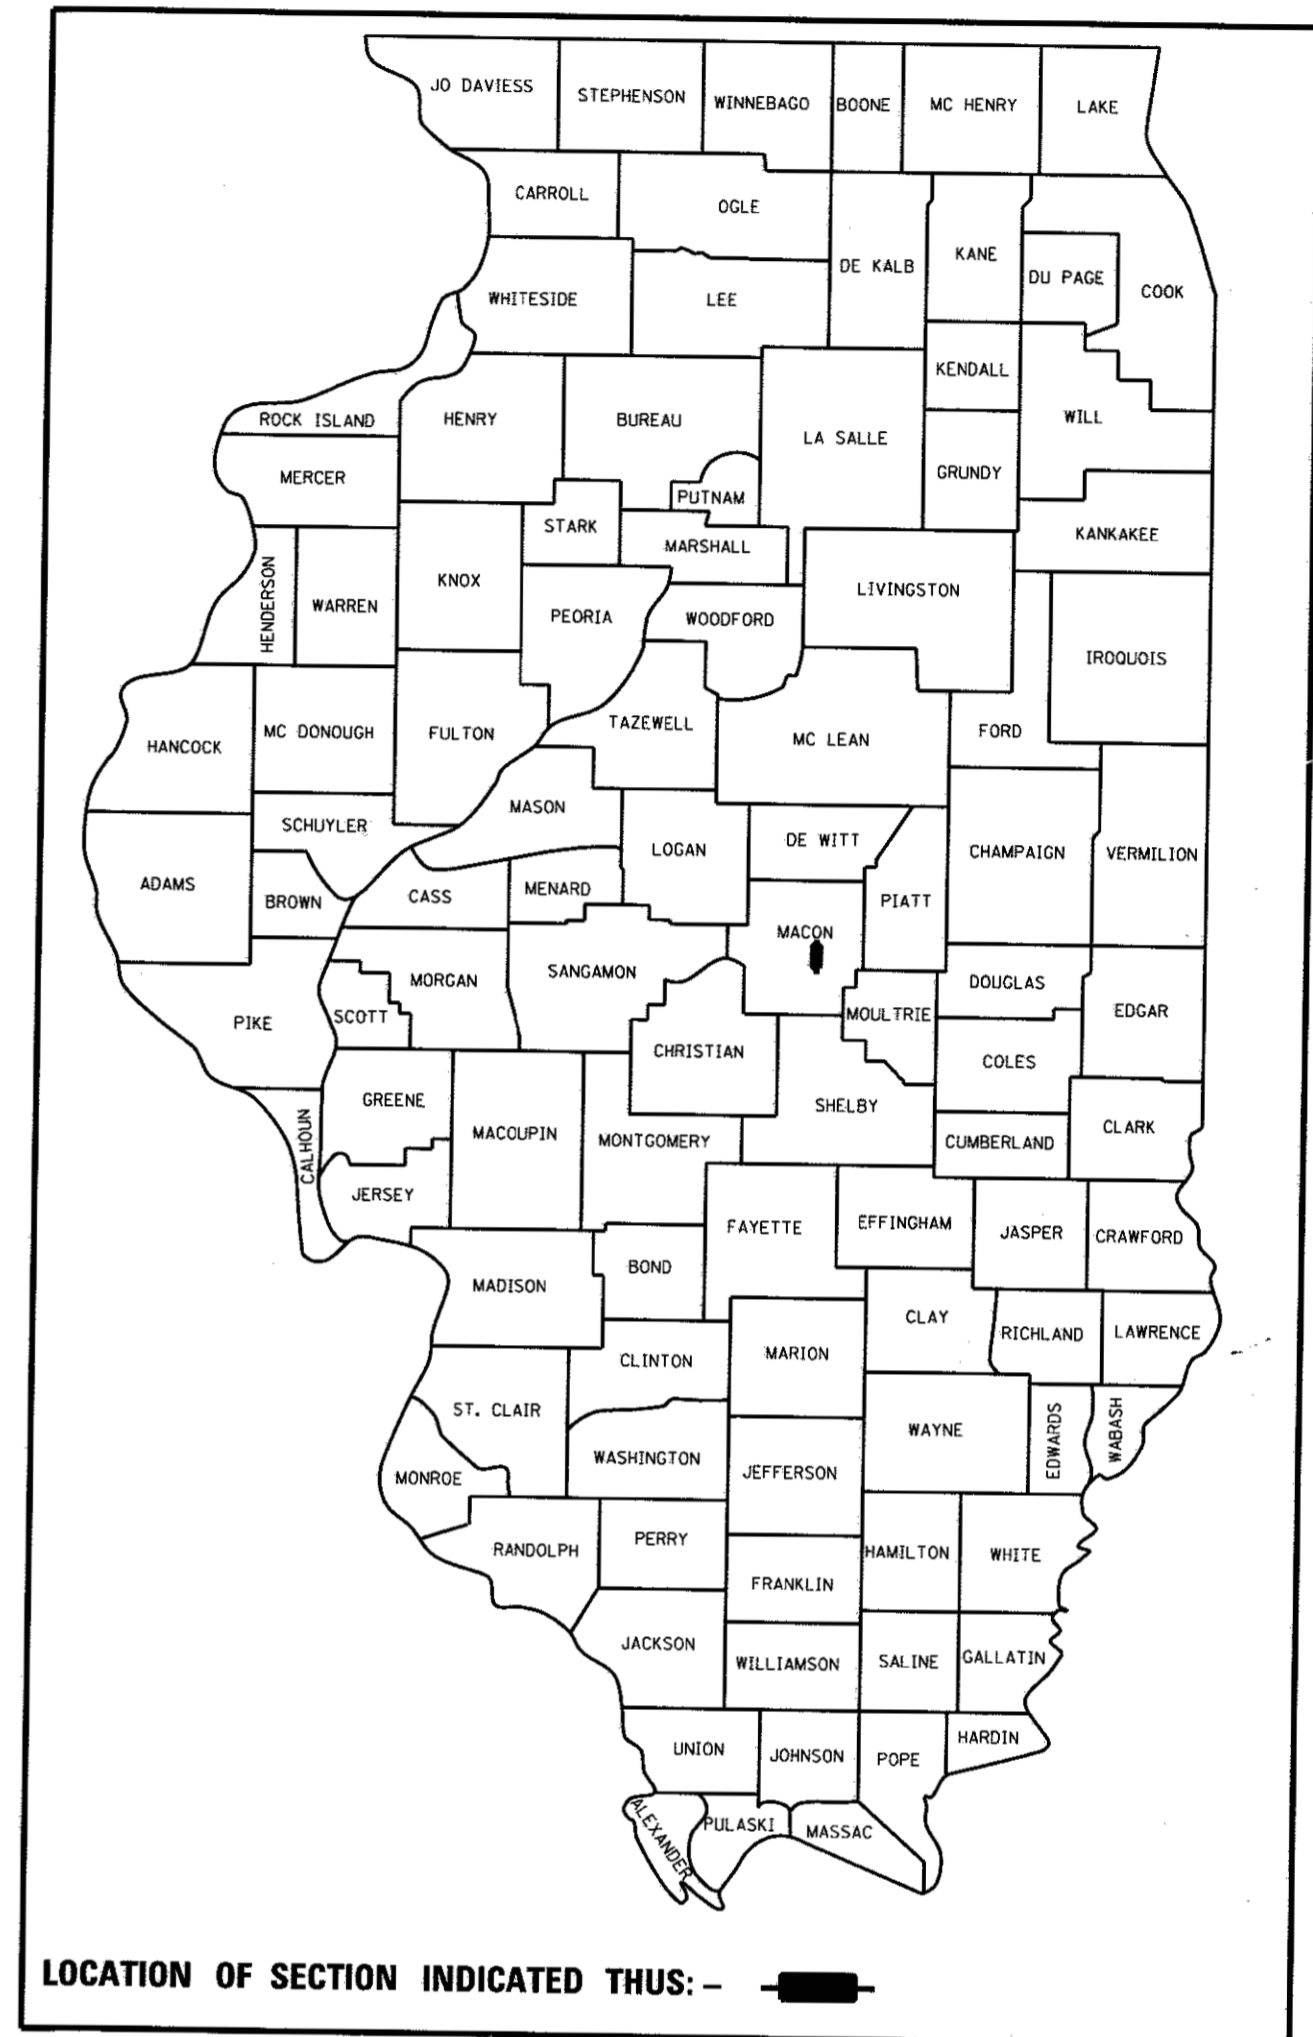 JO DAVIESS
STEPHENSON
WINNEBAGO
BOONE
MC HENRY
LAKE
CARROLL
OGLE
DE KALB
KANE
DU PAGE
COOK
WHITESIDE
LEE
KENDALL
ROCK ISLAND
HENRY
BUREAU
LA SALLE
WILL
MERCER
PUTNAM
GRUNDY
STARK
MARSHALL
KANKAKEE
HENDERSON
WARREN
KNOX
PEORIA
WOODFORD
LIVINGSTON
IROQUOIS
HANCOCK
MC DONOUGH
FULTON
TAZEWELL
MC LEAN
FORD
SCHUYLER
MASON
LOGAN
DE WITT
CHAMPAIGN
VERMILION
ADAMS
BROWN
CASS
MENARD
PIATT
MACON
PIKE
SCOTT
MORGAN
SANGAMON
MOULTRIE
DOUGLAS
EDGAR
CHRISTIAN
COLES
CALHOUN
GREENE
MACOUPIN
MONTGOMERY
SHELBY
CUMBERLAND
CLARK
JERSEY
FAYETTE
EFFINGHAM
JASPER
CRAWFORD
MADISON
BOND
CLAY
RICHLAND
LAWRENCE
CLINTON
MARION
ST. CLAIR
WASHINGTON
WAYNE
EDWARDS
WABASH
MONROE
JEFFERSON
RANDOLPH
PERRY
HAMILTON
WHITE
FRANKLIN
JACKSON
WILLIAMSON
SALINE
GALLATIN
UNION
JOHNSON
POPE
HARDIN
ALEXANDER
PULASKI
MASSAC
LOCATION OF SECTION INDICATED THUS: –